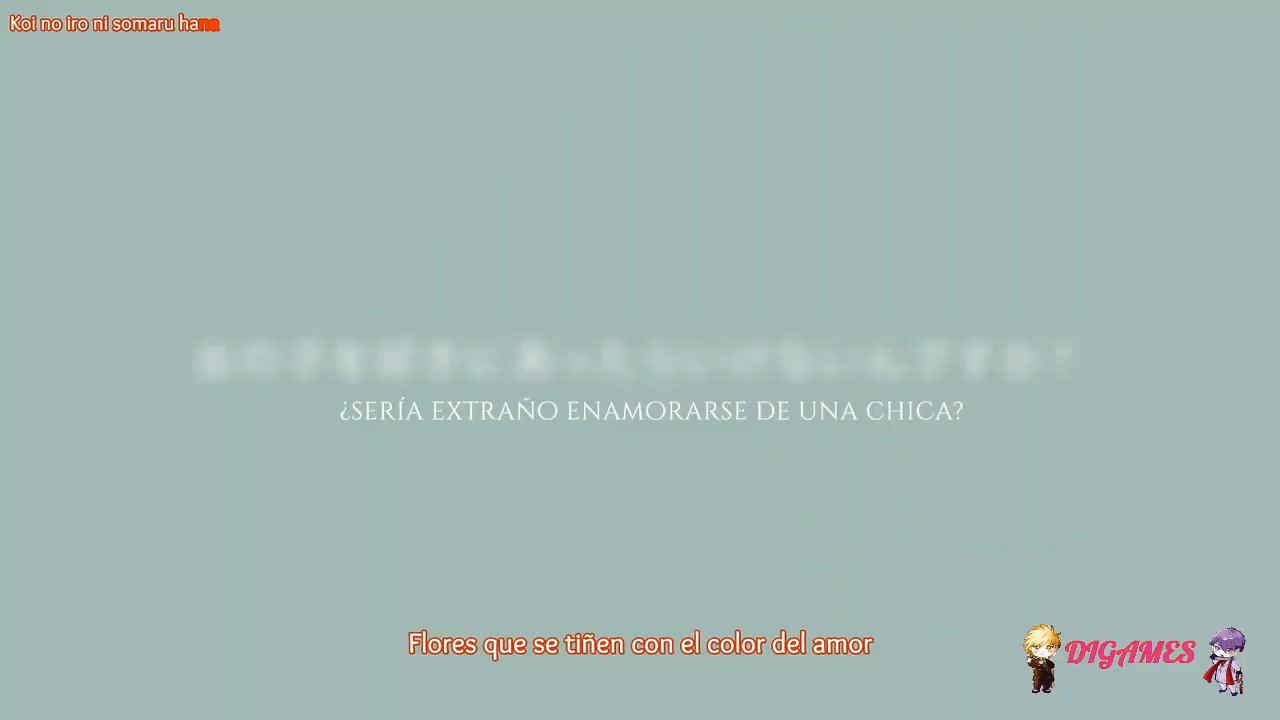 Koi no iro ni somaru hana
¿SERÍA EXTRAÑO ENAMORARSE DE UNA CHICA?
Flores que se tiñen con el color del amor
DIGAMES